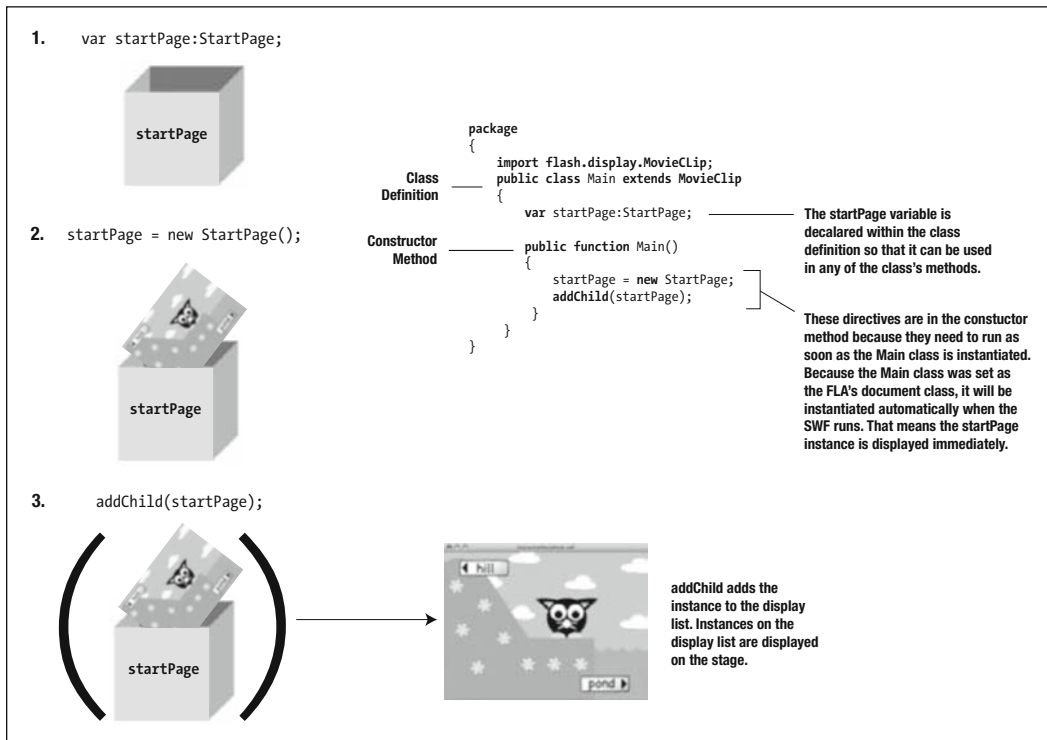 1. var startPage:StartPage;
startPage
2. startPage = new StartPage();
startPage
package
{
import flash.display.MovieCLip;
public class Main extends MovieClip
{
var startPage:StartPage;
public function Main()
{
startPage = new StartPage;
addChild(startPage);
}
}
}
Class
Definition
Constructor
Method
The startPage variable is
decalared within the class
definition so that it can be used
in any of the class's methods.
These directives are in the constuctor
method because they need to run as
soon as the Main class is instantiated.
Because the Main class was set as
the FLA's document class, it will be
instantiated automatically when the
SWF runs. That means the startPage
instance is displayed immediately.
3. addChild(startPage);
startPage
hill
pond
addChild adds the
instance to the display
list. Instances on the
display list are displayed
on the stage.